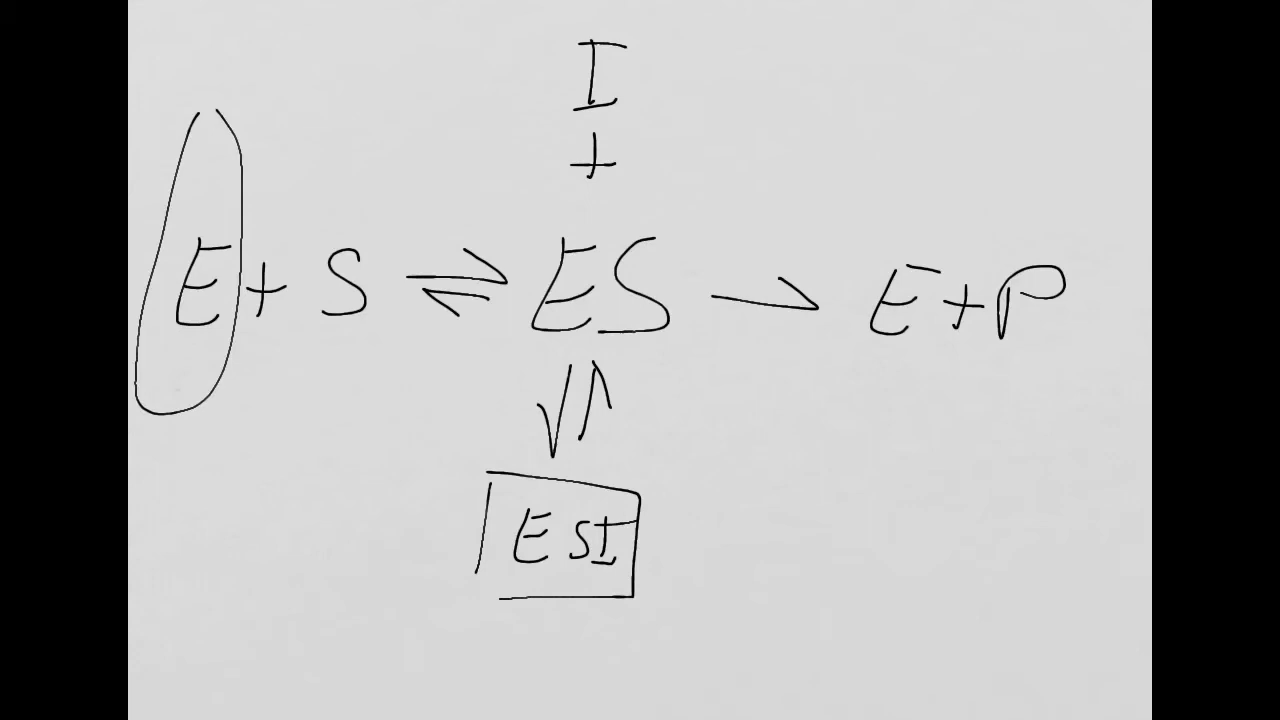 I
+
E + S ⇌ ES → E + P
⇅
ESI